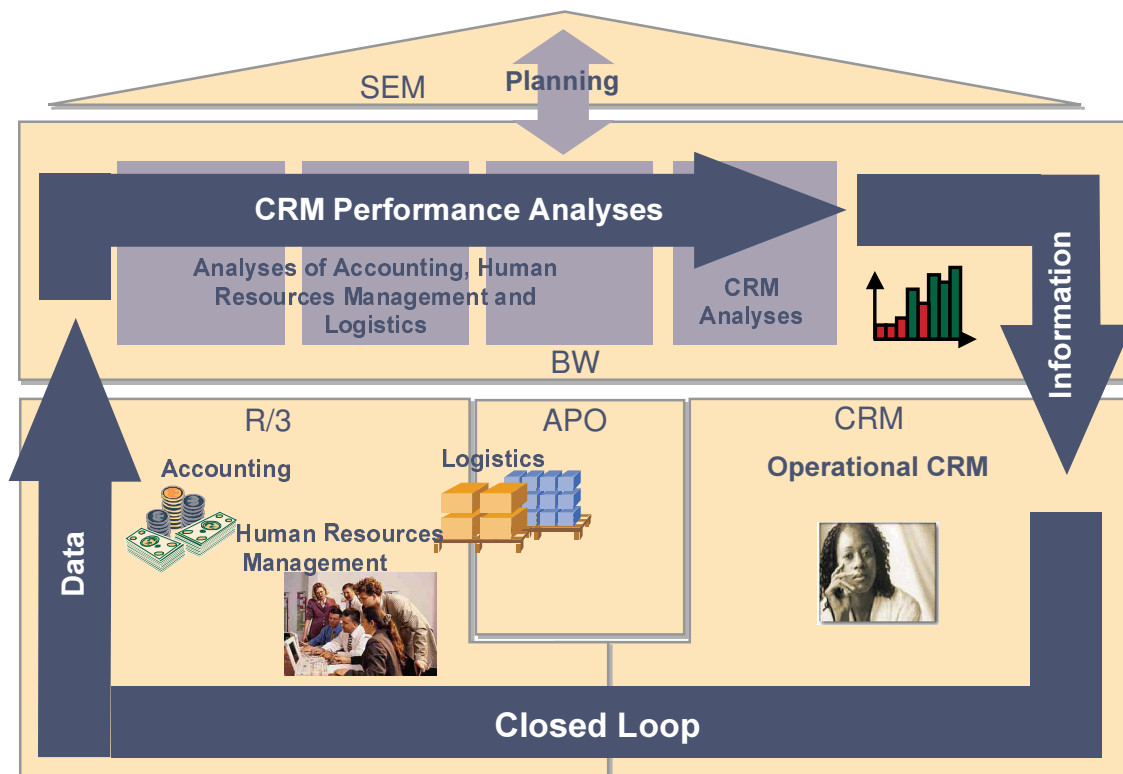 SEM
Planning
CRM Performance Analyses
Analyses of Accounting, Human
Resources Management and
Logistics
CRM
Analyses
BW
Information
R/3
APO
CRM
Accounting
Logistics
Operational CRM
Human Resources
Management
Data
Closed Loop